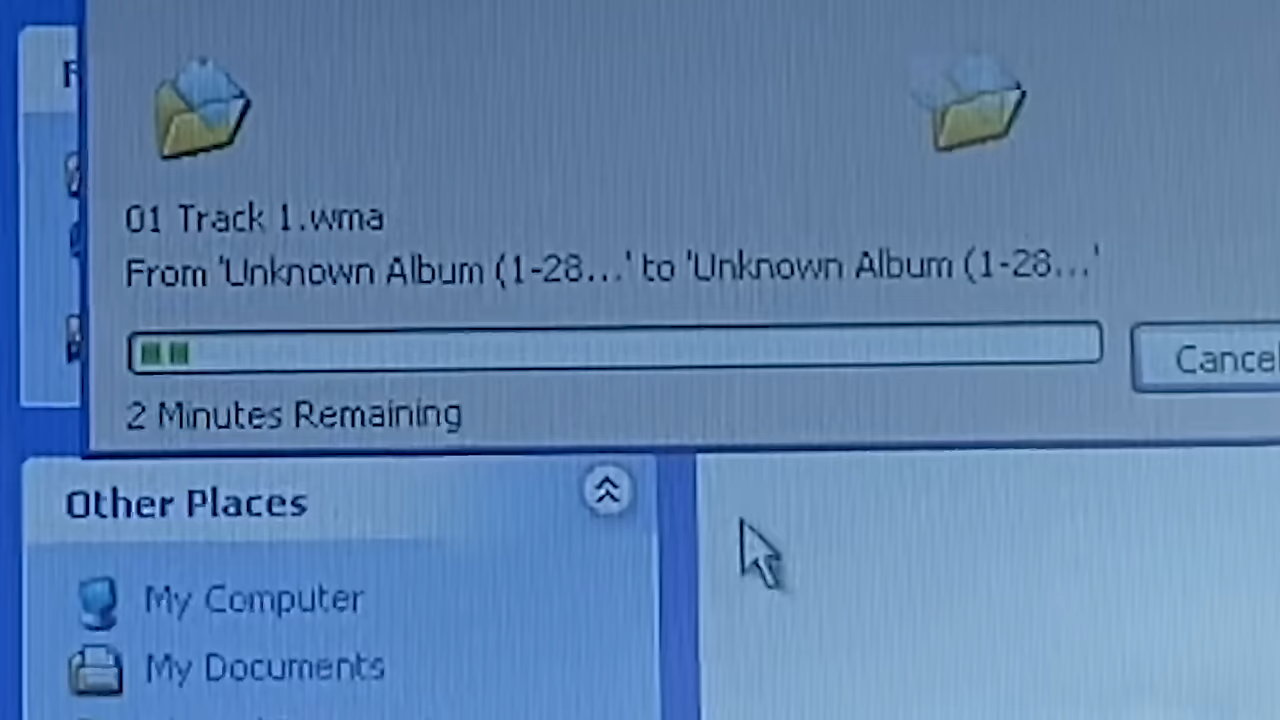 01 Track 1.wma
From 'Unknown Album (1-28...' to 'Unknown Album (1-28...'
Cancel
2 Minutes Remaining
Other Places
My Computer
My Documents